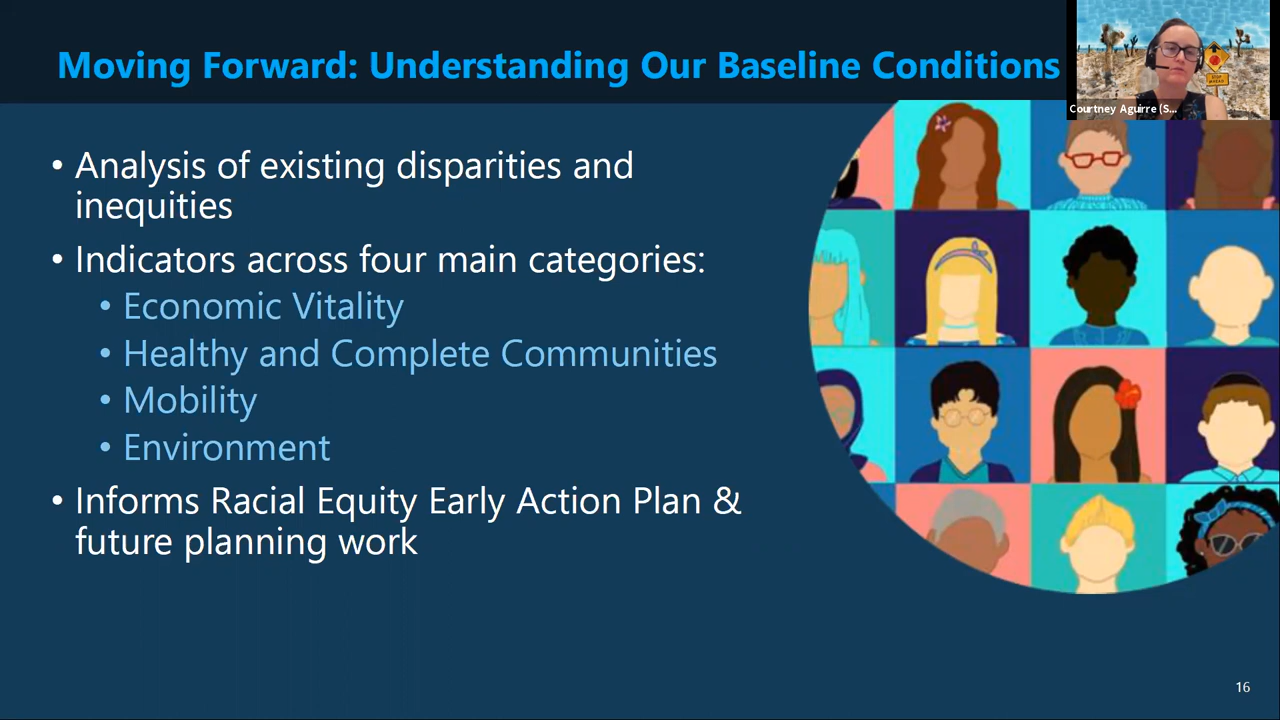 Moving Forward: Understanding Our Baseline Conditions
Courtney Aguirre (S...
• Analysis of existing disparities and
inequities
• Indicators across four main categories:
• Economic Vitality
• Healthy and Complete Communities
• Mobility
• Environment
• Informs Racial Equity Early Action Plan &
future planning work
16